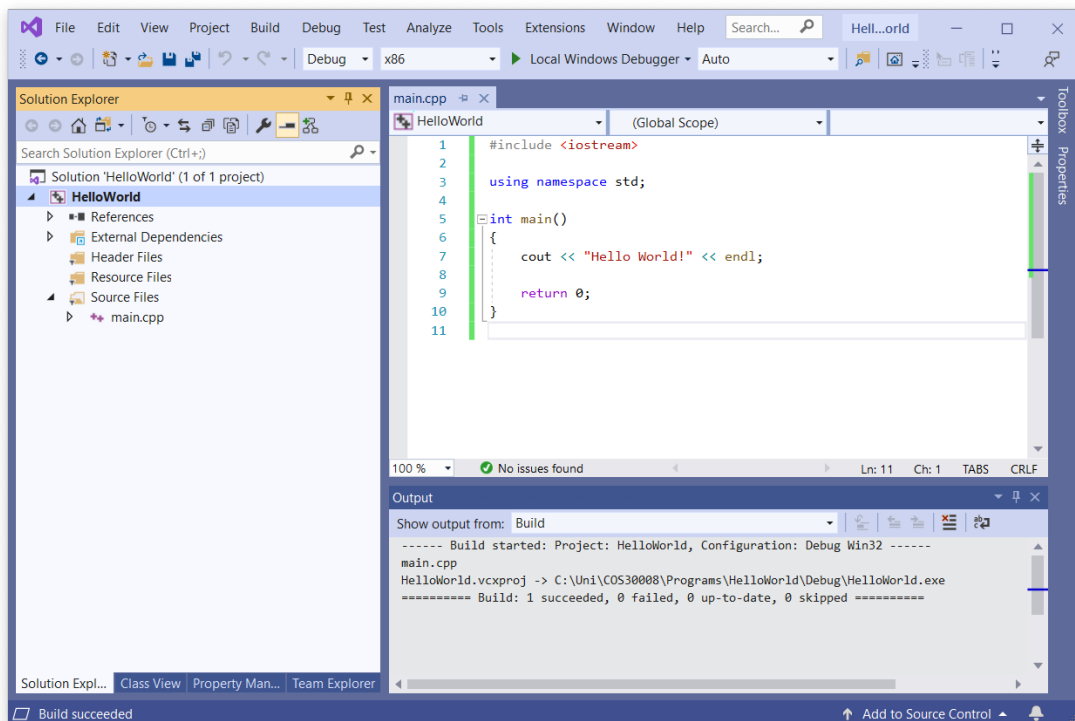 File Edit View Project Build Debug Test Analyze Tools Extensions Window Help Search... Hell...orld
Debug x86 Local Windows Debugger Auto
Solution Explorer
Search Solution Explorer (Ctrl+;)
Solution 'HelloWorld' (1 of 1 project)
HelloWorld
References
External Dependencies
Header Files
Resource Files
Source Files
main.cpp
Solution Expl... Class View Property Man... Team Explorer
main.cpp
HelloWorld (Global Scope)
1 #include <iostream>
2
3 using namespace std;
4
5 int main()
6 {
7 cout << "Hello World!" << endl;
8
9 return 0;
10 }
11
100 % No issues found Ln: 11 Ch: 1 TABS CRLF
Output
Show output from: Build
------ Build started: Project: HelloWorld, Configuration: Debug Win32 ------
main.cpp
HelloWorld.vcxproj -> C:\Uni\COS30008\Programs\HelloWorld\Debug\HelloWorld.exe
========== Build: 1 succeeded, 0 failed, 0 up-to-date, 0 skipped ==========
Toolbox
Properties
Build succeeded Add to Source Control